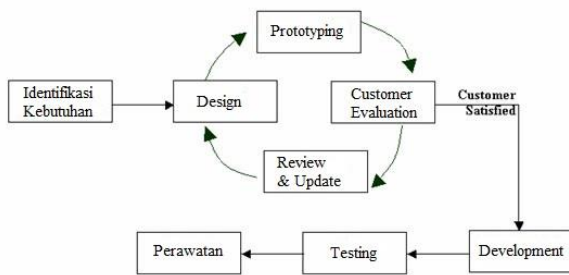 Prototyping
Identifikasi
Kebutuhan
Design
Customer
Evaluation
Customer
Satisfied
Review
& Update
Perawatan
Testing
Development